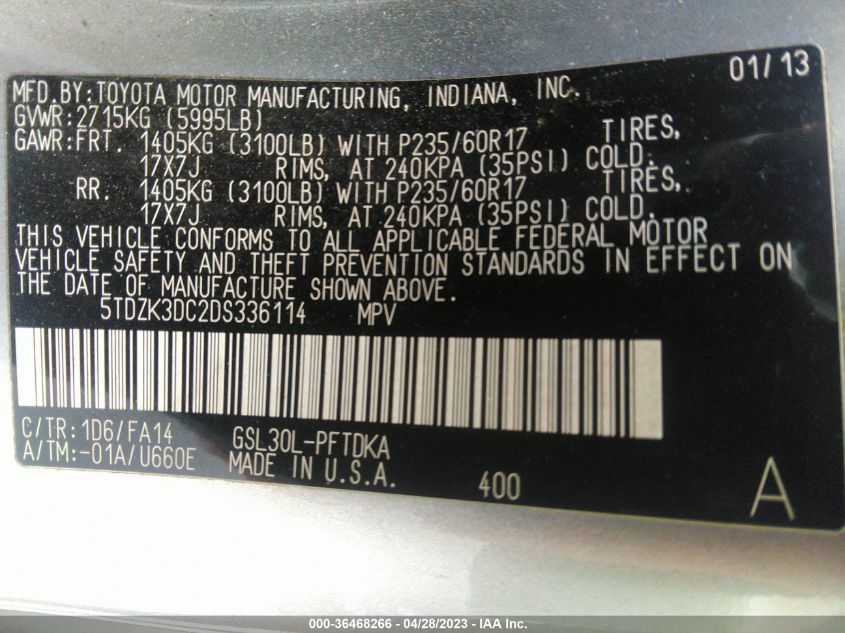 01/13
MFD.BY:TOYOTA MOTOR MANUFACTURING, INDIANA, INC.
GVWR:2715KG (5995LB)
GAWR:FRT. 1405KG (3100LB) WITH P235/60R17 TIRES,
17X7J RIMS, AT 240KPA (35PSI) COLD.
RR. 1405KG (3100LB) WITH P235/60R17 TIRES,
17X7J RIMS, AT 240KPA (35PSI) COLD.
THIS VEHICLE CONFORMS TO ALL APPLICABLE FEDERAL MOTOR
VEHICLE SAFETY AND THEFT PREVENTION STANDARDS IN EFFECT ON
THE DATE OF MANUFACTURE SHOWN ABOVE.
5TDZK3DC2DS336114 MPV
C/TR:1D6/FA14 GSL30L-PFTDKA
A/TM:-01A/U660E MADE IN U.S.A. 400 A
000-36468266 - 04/28/2023 - IAA Inc.